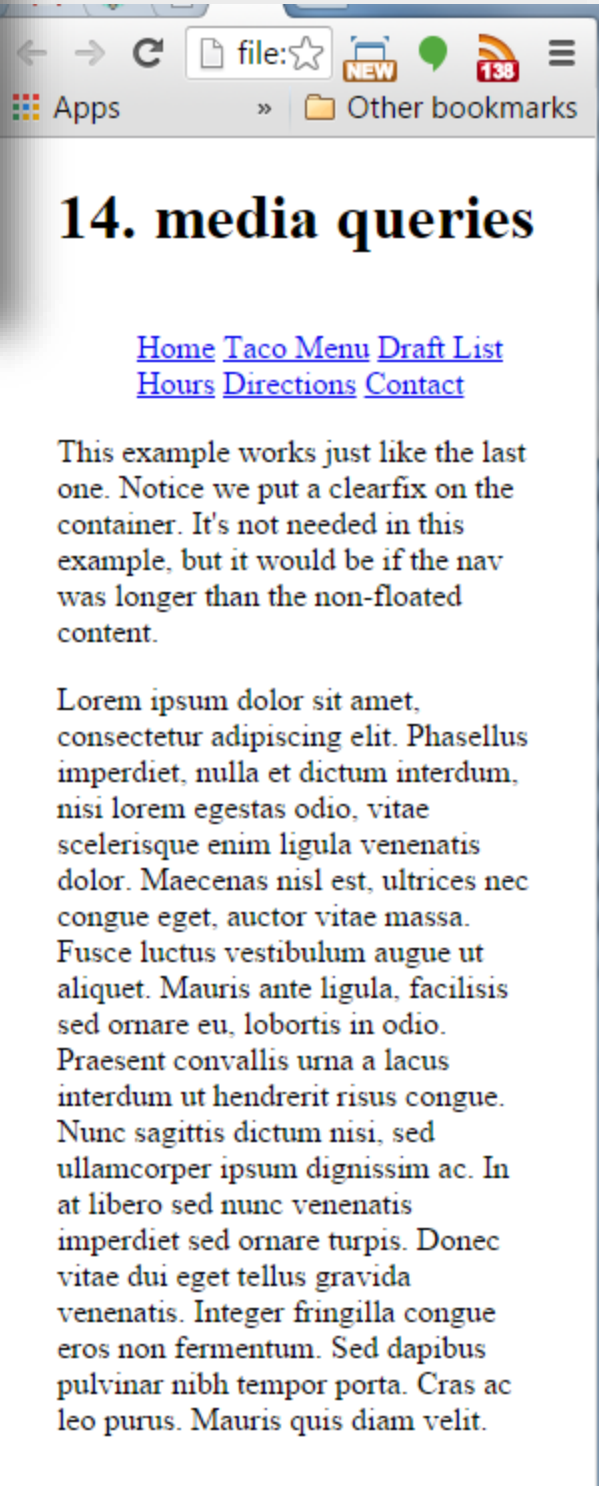 file:
NEW
138
Apps
»
Other bookmarks
14. media queries
Home Taco Menu Draft List
Hours Directions Contact
This example works just like the last
one. Notice we put a clearfix on the
container. It's not needed in this
example, but it would be if the nav
was longer than the non-floated
content.
Lorem ipsum dolor sit amet,
consectetur adipiscing elit. Phasellus
imperdiet, nulla et dictum interdum,
nisi lorem egestas odio, vitae
scelerisque enim ligula venenatis
dolor. Maecenas nisl est, ultrices nec
congue eget, auctor vitae massa.
Fusce luctus vestibulum augue ut
aliquet. Mauris ante ligula, facilisis
sed ornare eu, lobortis in odio.
Praesent convallis urna a lacus
interdum ut hendrerit risus congue.
Nunc sagittis dictum nisi, sed
ullamcorper ipsum dignissim ac. In
at libero sed nunc venenatis
imperdiet sed ornare turpis. Donec
vitae dui eget tellus gravida
venenatis. Integer fringilla congue
eros non fermentum. Sed dapibus
pulvinar nibh tempor porta. Cras ac
leo purus. Mauris quis diam velit.